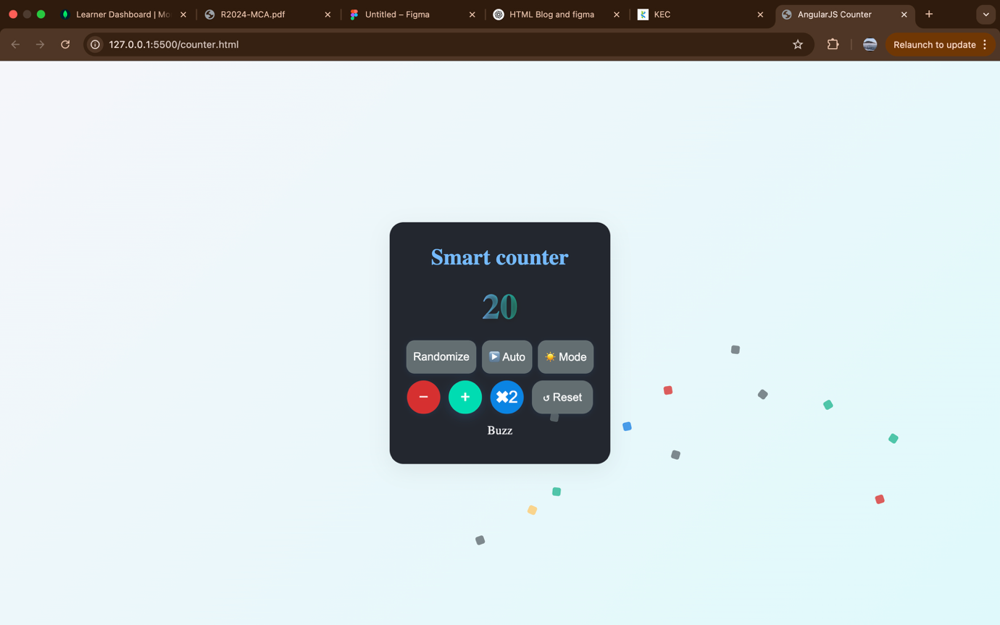 Learner Dashboard | Mo
R2024-MCA.pdf
Untitled – Figma
HTML Blog and figma
KEC
AngularJS Counter
127.0.0.1:5500/counter.html
Relaunch to update
Smart counter
20
Randomize
▶️ Auto
☀️ Mode
−
+
✖2
↺ Reset
Buzz